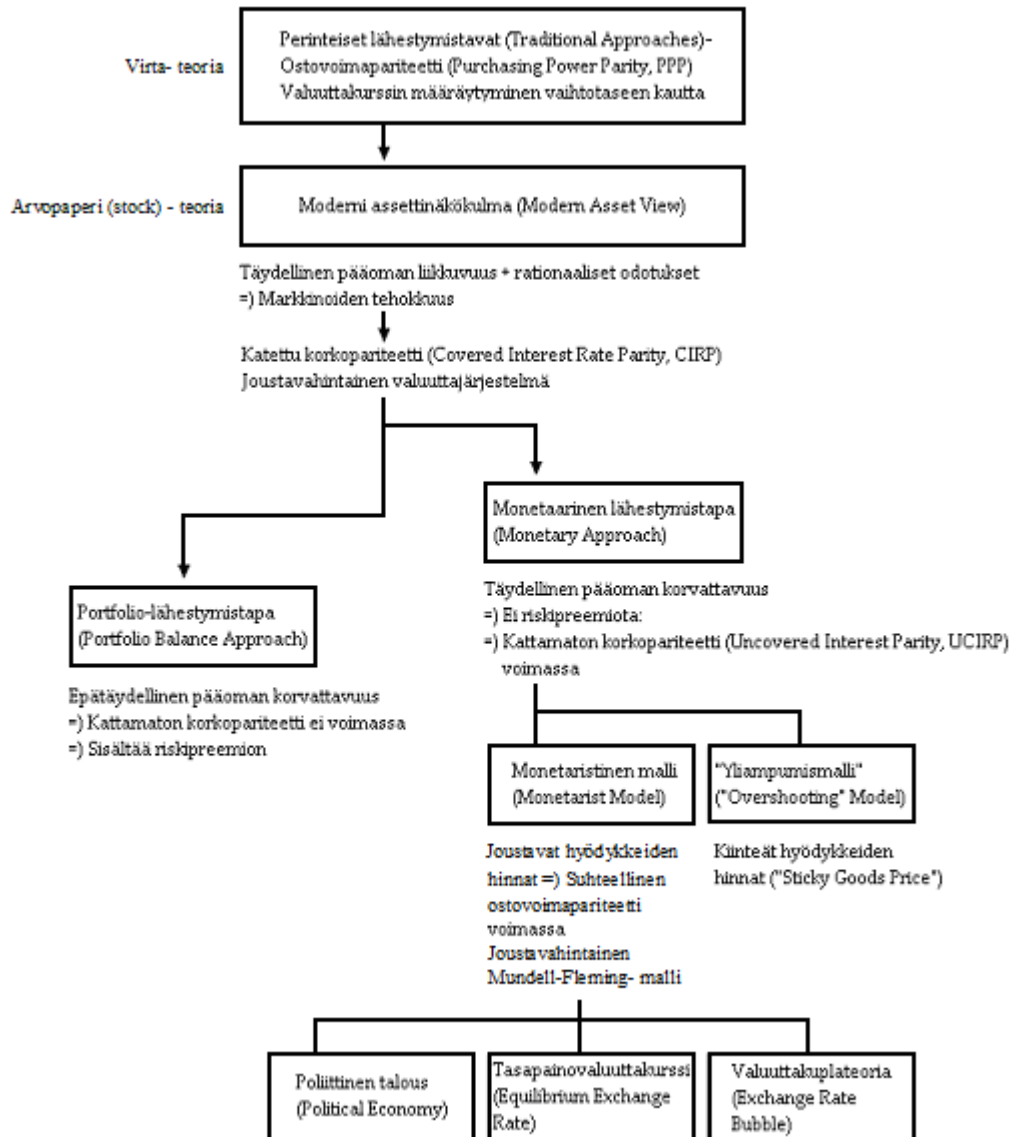 Perinteiset lähestymistavat (Traditional Approaches)-
Virta- teoria
Ostovoimapariteetti (Purchasing Power Parity, PPP)
Valuuttakurssin määräytyminen vaihtotaseen kautta
Arvopaperi (stock) - teoria
Moderni assettinäkökulma (Modern Asset View)
Täydellinen pääoman liikkuvuus + rationaaliset odotukset
=) Markkinoiden tehokkuus
Katettu korkopariteetti (Covered Interest Rate Parity, CIRP)
Joustavahintainen valuuttajärjestelmä
Monetaarinen lähestymistapa
(Monetary Approach)
Täydellinen pääoman korvattavuus
=) Ei riskipreemiota:
=) Kattamaton korkopariteetti (Uncovered Interest Parity, UCIRP)
voimassa
Portfolio-lähestymistapa
(Portfolio Balance Approach)
Epätäydellinen pääoman korvattavuus
=) Kattamaton korkopariteetti ei voimassa
=) Sisältää riskipreemion
Monetaristinen malli
(Monetarist Model)
"Yliampumismalli"
("Overshooting" Model)
Joustavat hyödykkeiden
hinnat =) Suhteellinen
ostovoimapariteetti
voimassa
Joustavahintainen
Mundell-Fleming- malli
Kiinteät hyödykkeiden
hinnat ("Sticky Goods Price")
Poliittinen talous
(Political Economy)
Tasapainovaluuttakurssi
(Equilibrium Exchange
Rate)
Valuuttakuplateoria
(Exchange Rate
Bubble)